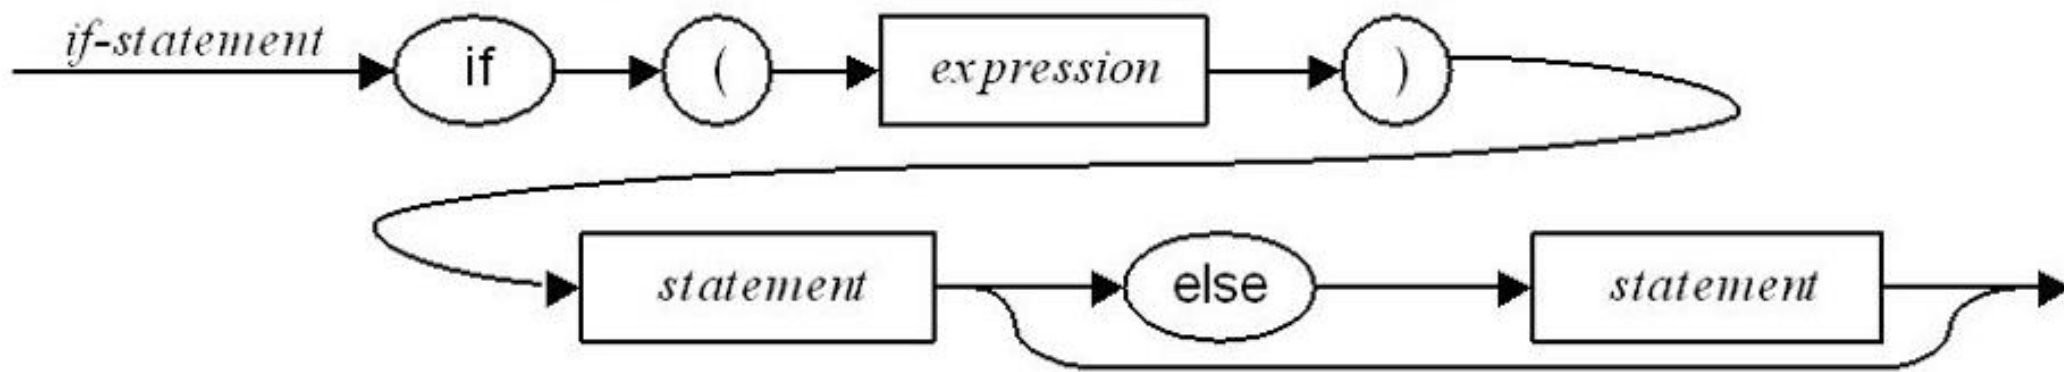 if-statement if ( expression )
statement else statement